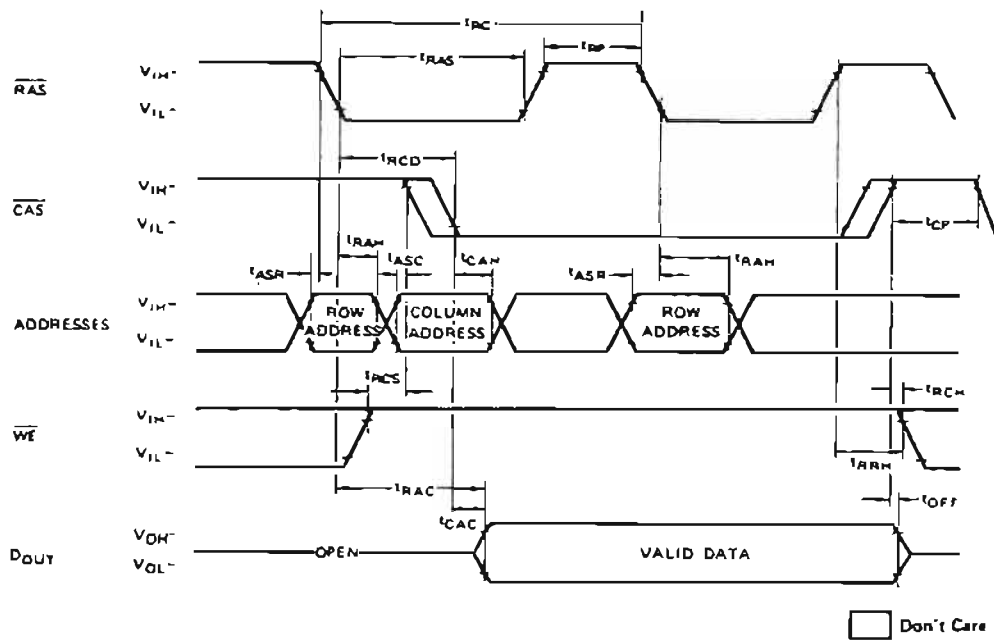 tRC
tRAS
tRP
RAS
VIH-
VIL-
tRCD
CAS
VIH-
VIL-
tCP
tRAH
tASR
tASC
tCAH
tASR
tRAH
ADDRESSES
VIH-
VIL-
ROW ADDRESS
COLUMN ADDRESS
ROW ADDRESS
tRCS
tRCH
WE
VIH-
VIL-
tRRH
tRAC
tCAC
tOFF
DOUT
VOH-
VOL-
OPEN
VALID DATA
Don't Care